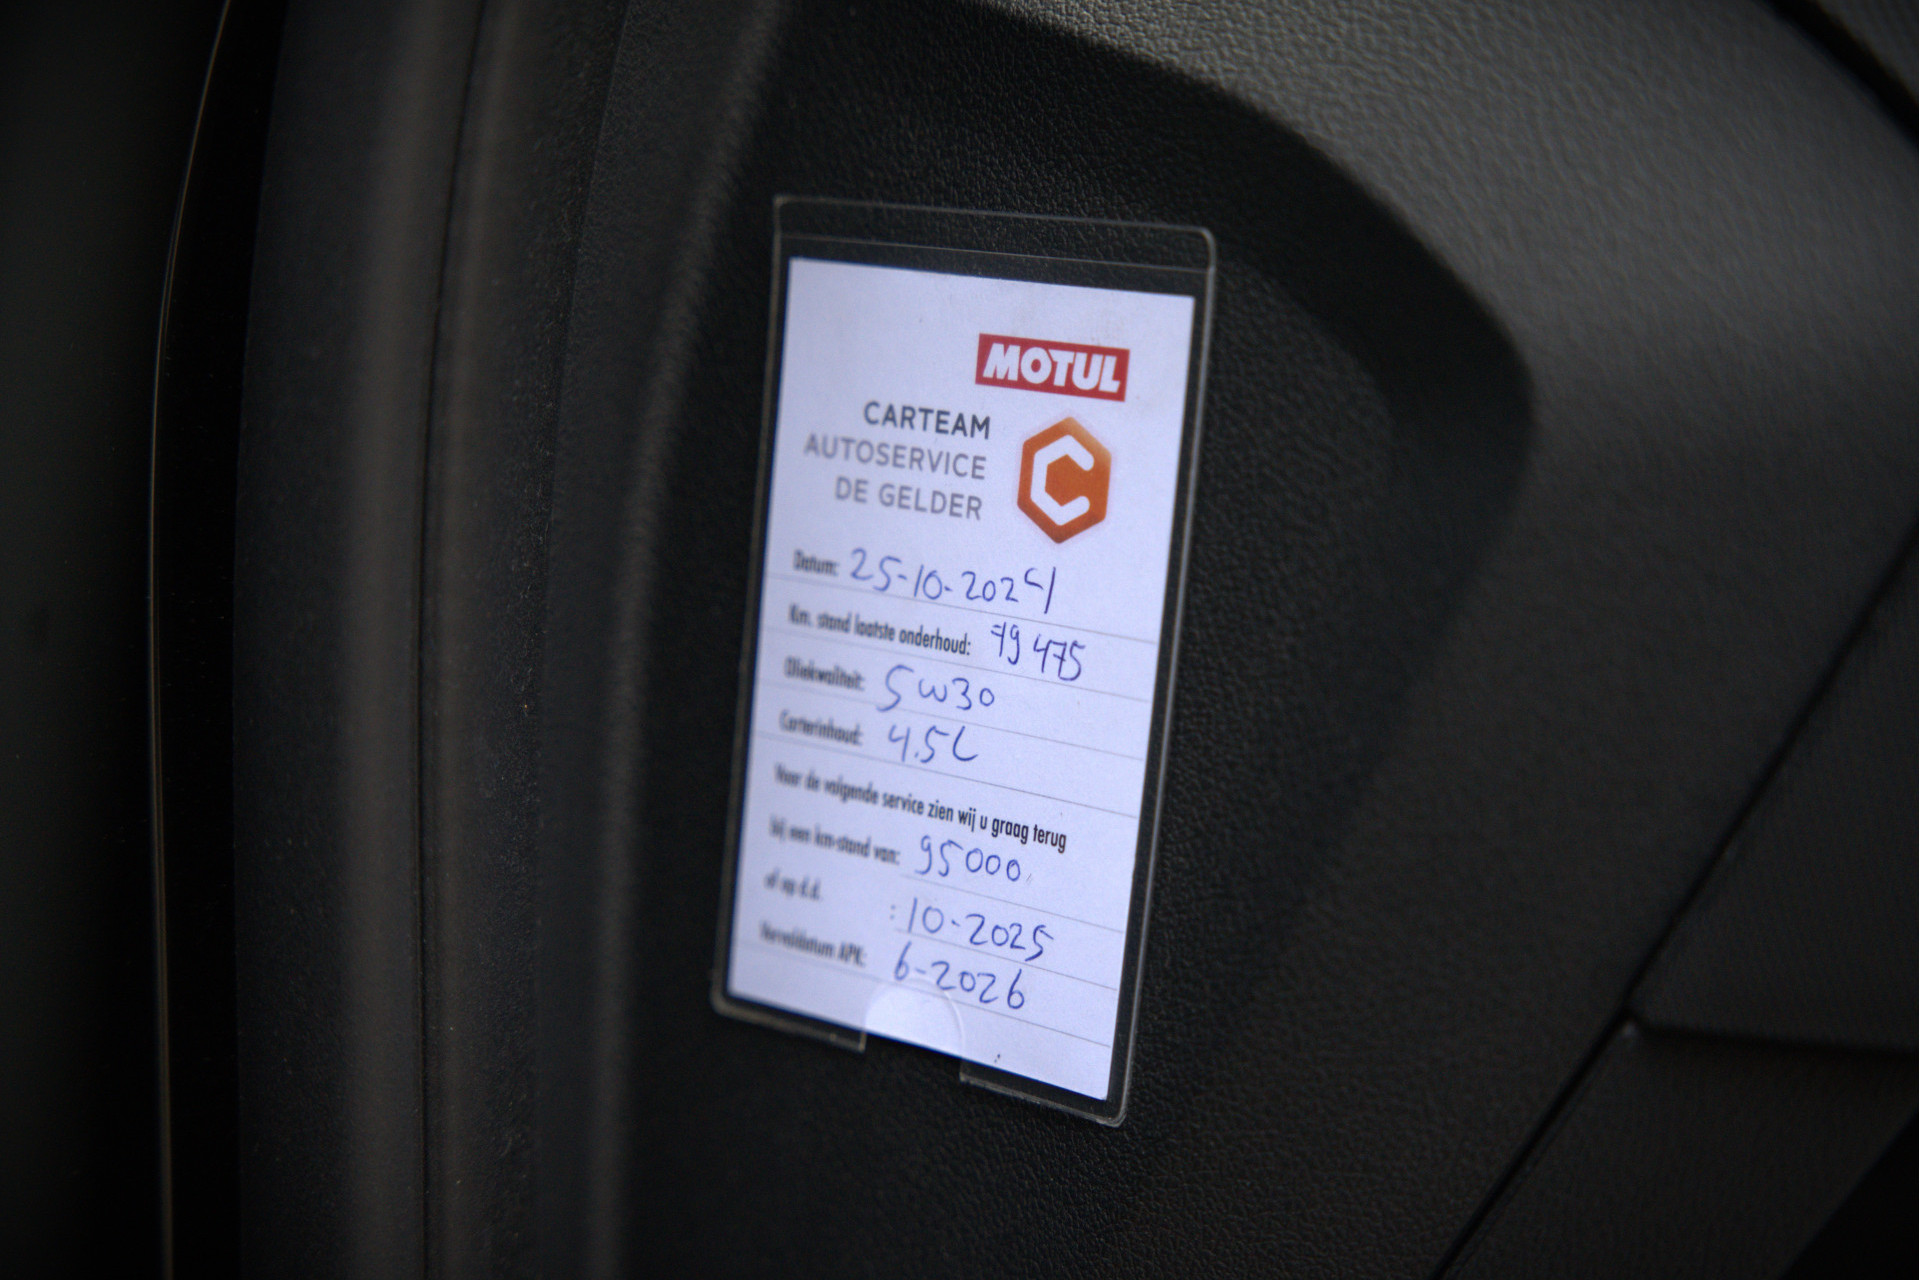 MOTUL
CARTEAM
AUTOSERVICE
DE GELDER
Datum: 25-10-2024
Km. stand laatste onderhoud: 79475
Oliekwaliteit: 5W30
Carterinhoud: 4.5L
Voor de volgende service zien wij u graag terug
bij een km-stand van: 95000
of op d.d. : 10-2025
Vervaldatum APK: 6-2026